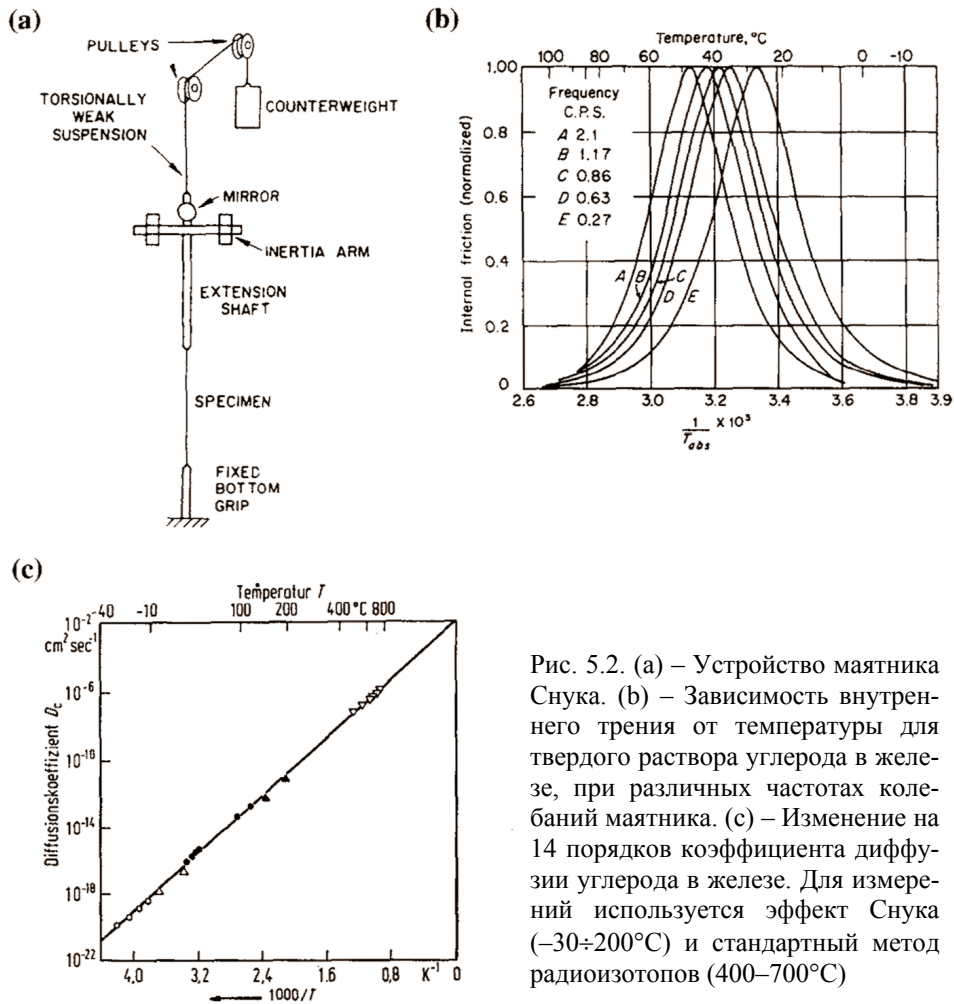 (a)
PULLEYS
COUNTERWEIGHT
TORSIONALLY
WEAK
SUSPENSION
MIRROR
INERTIA ARM
EXTENSION
SHAFT
SPECIMEN
FIXED
BOTTOM
GRIP
(b)
Temperature, °C
100 80 60 40 20 0 -10
Internal friction (normalized)
1,00
0.80
0.6
0.4
0.2
0
Frequency
C.P.S.
A 2.1
B 1.17
C 0.86
D 0.63
E 0.27
A B C
D E
2.6 2.8 3.0 3.2 3.4 3.6 3.8 3.9
1/T abs × 10³
(c)
Temperatur T
-40 -10 100 200 400 °C 800
Diffusionskoeffizient Dc
10⁻²
cm² sec⁻¹
10⁻⁶
10⁻¹⁰
10⁻¹⁴
10⁻¹⁸
10⁻²²
4.0 3,2 2,4 1.6 0,8 K⁻¹ 0
1000/T
Рис. 5.2. (a) – Устройство маятника
Снука. (b) – Зависимость внутрен-
него трения от температуры для
твердого раствора углерода в желе-
зе, при различных частотах коле-
баний маятника. (c) – Изменение на
14 порядков коэффициента диффу-
зии углерода в железе. Для измере-
ний используется эффект Снука
(–30÷200°C) и стандартный метод
радиоизотопов (400–700°C)